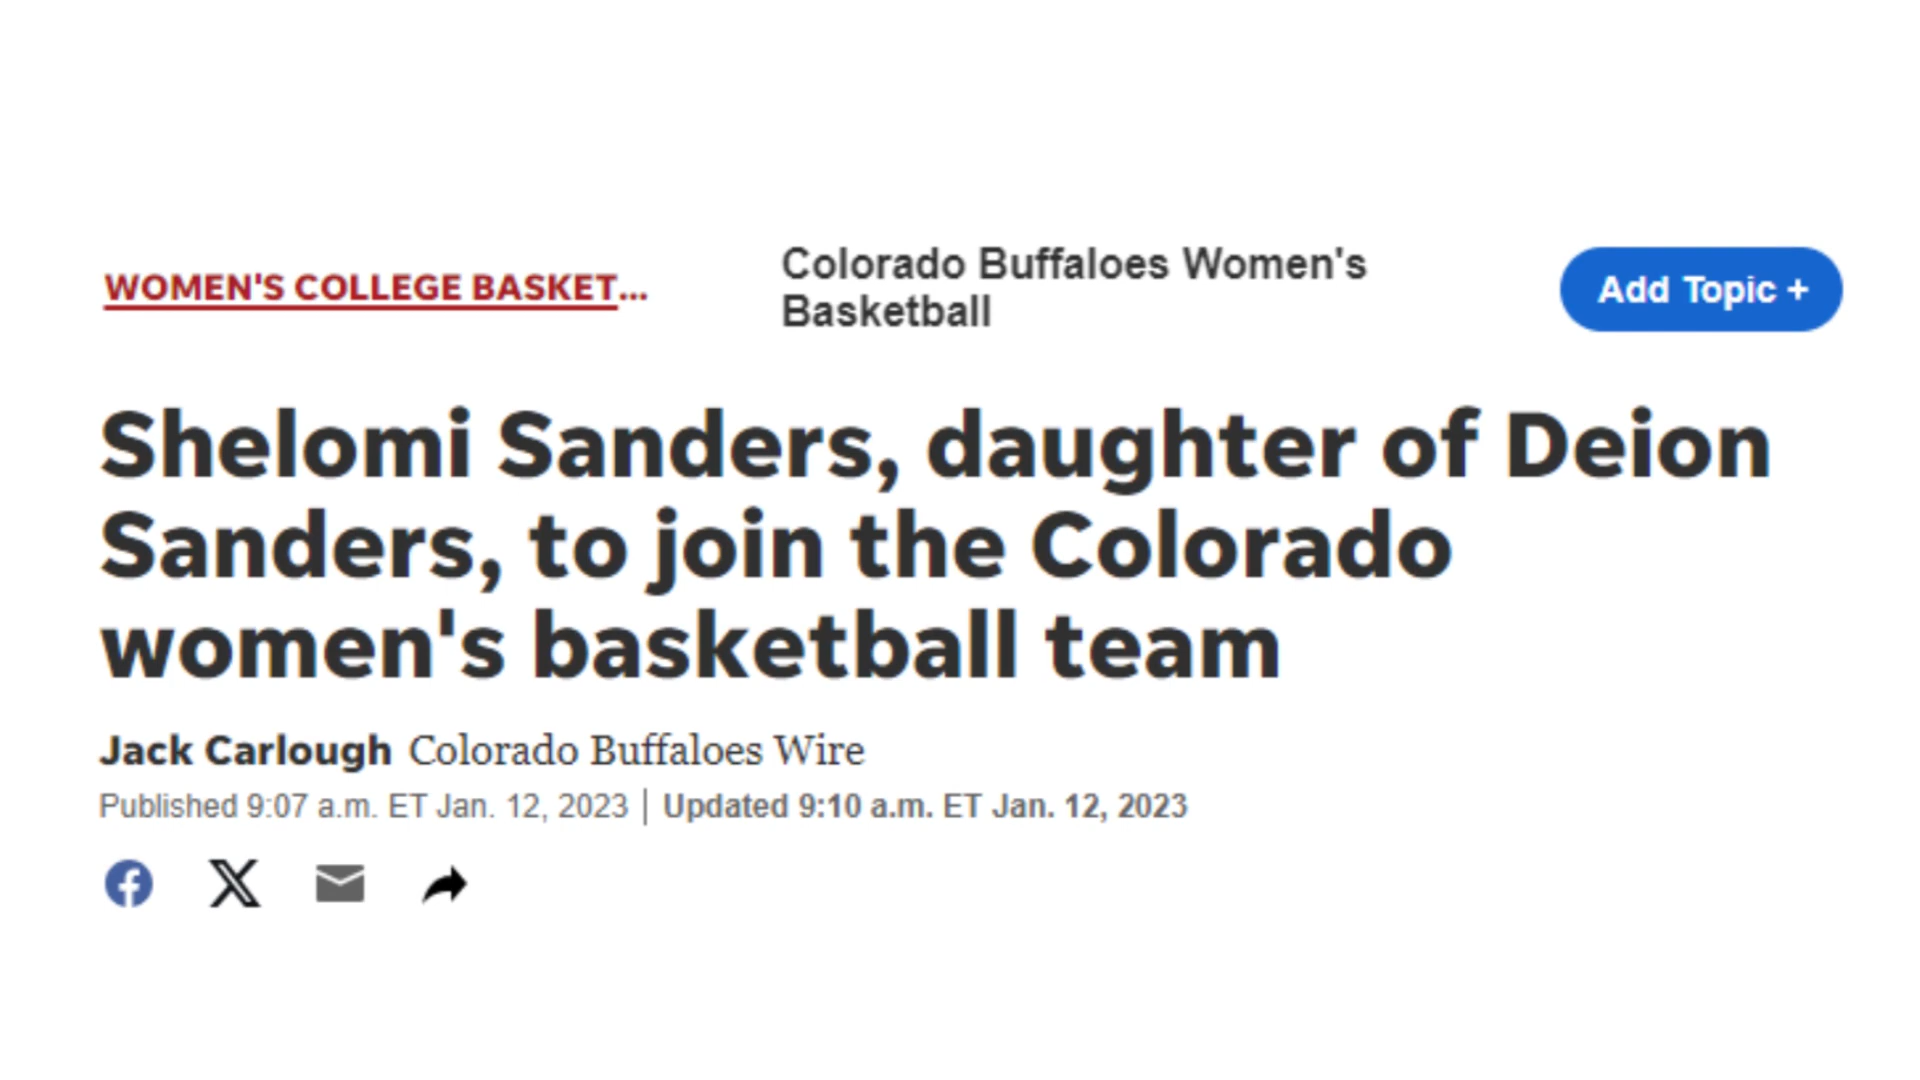 WOMEN'S COLLEGE BASKET...
Colorado Buffaloes Women's
Basketball
Add Topic +
Shelomi Sanders, daughter of Deion
Sanders, to join the Colorado
women's basketball team
Jack Carlough Colorado Buffaloes Wire
Published 9:07 a.m. ET Jan. 12, 2023 | Updated 9:10 a.m. ET Jan. 12, 2023